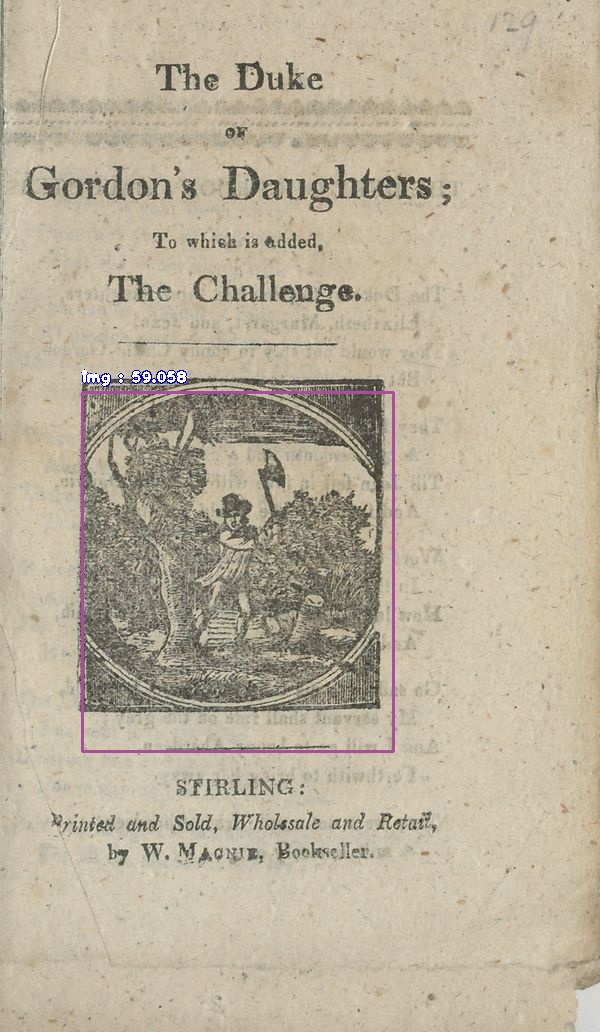 129
The Duke
OF
Gordon's Daughters;
To which is added,
The Challenge.
img : 59.058
STIRLING:
Printed and Sold, Wholesale and Retail,
by W. MACNIE, Bookseller.